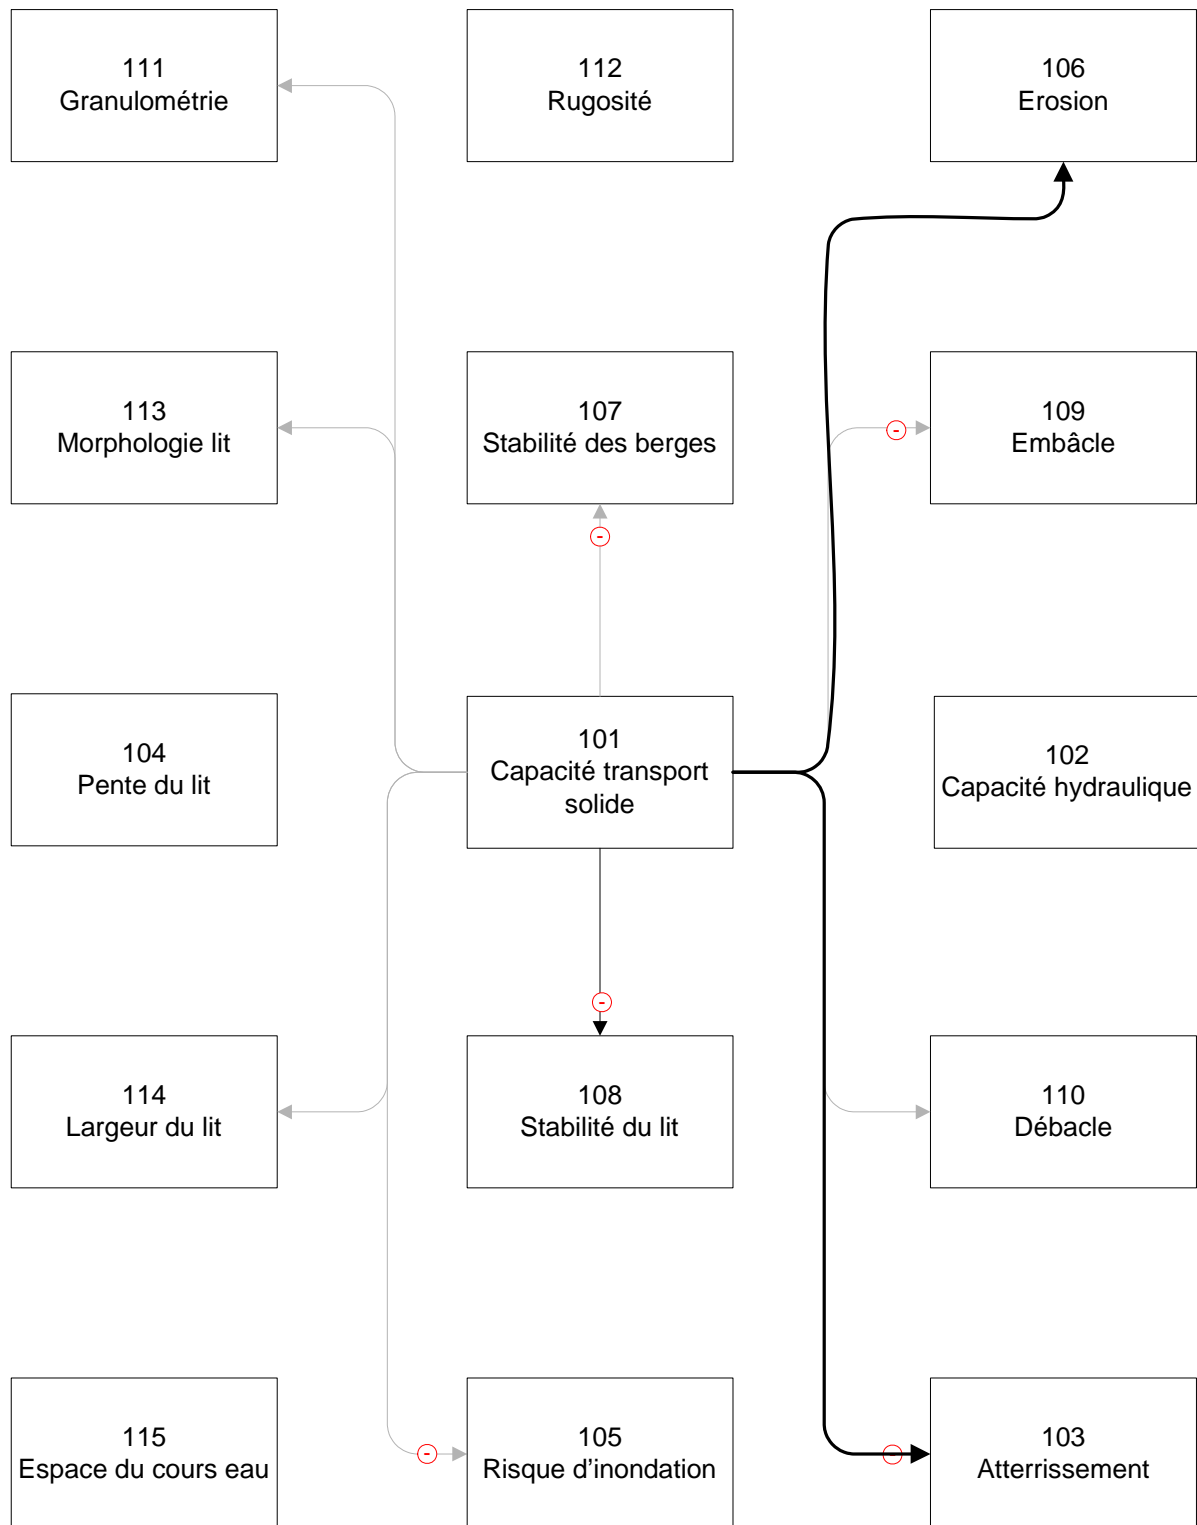 111
Granulométrie
112
Rugosité
106
Erosion
113
Morphologie lit
107
Stabilité des berges
109
Embâcle
-
-
104
Pente du lit
101
Capacité transport
solide
102
Capacité hydraulique
-
114
Largeur du lit
108
Stabilité du lit
110
Débacle
115
Espace du cours eau
-
105
Risque d'inondation
-
103
Atterrissement